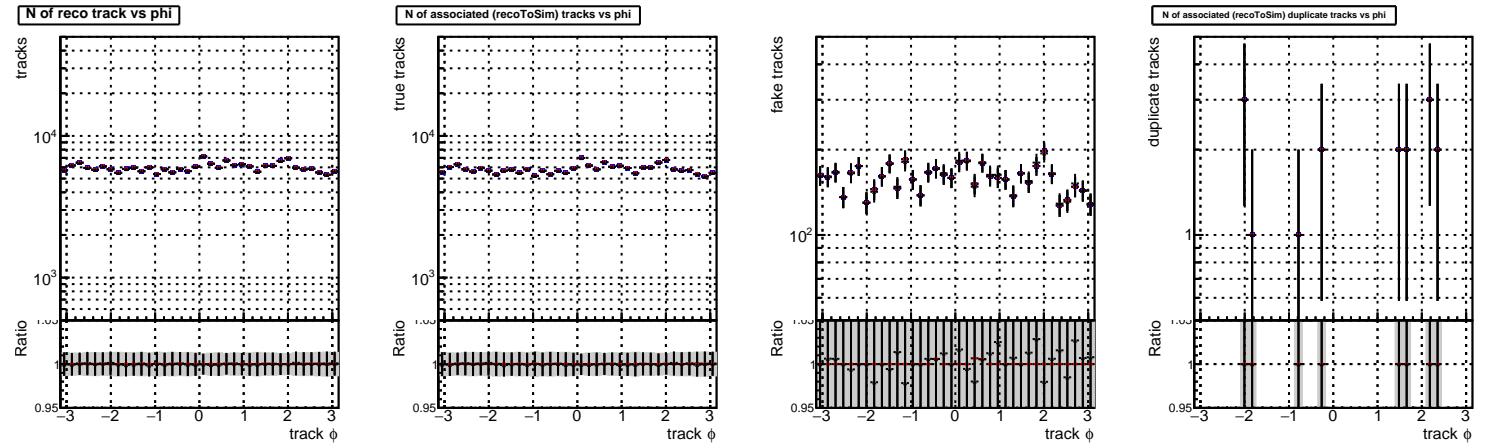 N of reco track vs phi
tracks
10^4
10^3
Ratio
1
0.95
−3 −2 −1 0 1 2 3
track ϕ
N of associated (recoToSim) tracks vs phi
true tracks
10^4
10^3
Ratio
1
0.95
−3 −2 −1 0 1 2 3
track ϕ
fake tracks
10^2
Ratio
1
0.95
−3 −2 −1 0 1 2 3
track ϕ
N of associated (recoToSim) duplicate tracks vs phi
duplicate tracks
1
Ratio
1
0.95
−3 −2 −1 0 1 2 3
track ϕ